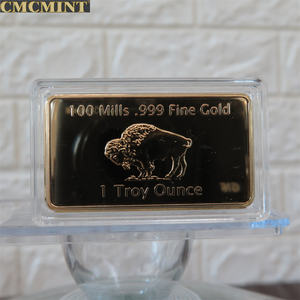 CMCMINT
100 Mills .999 Fine Gold
1 Troy Ounce